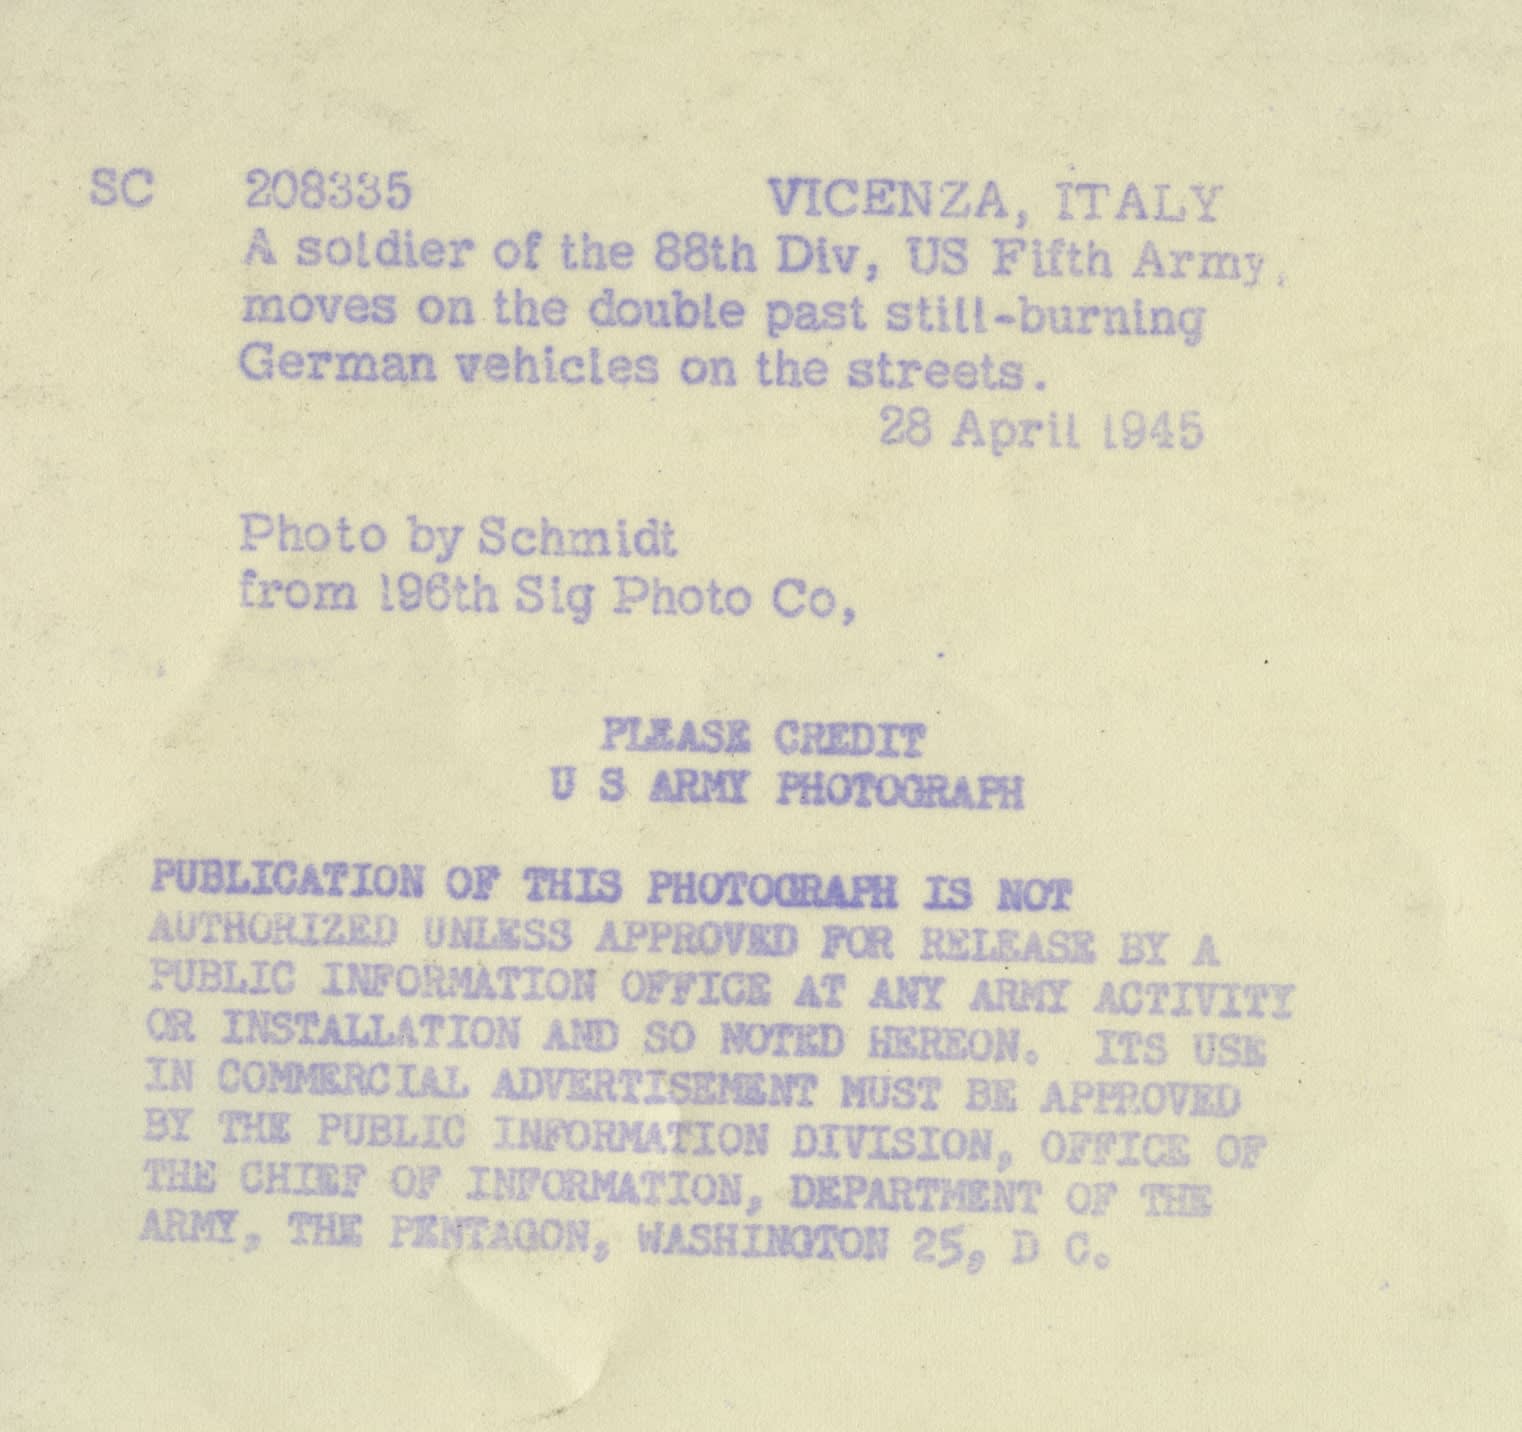 SC 208335 VICENZA, ITALY
A soldier of the 88th Div, US Fifth Army,
moves on the double past still-burning
German vehicles on the streets.
28 April 1945
Photo by Schmidt
from 196th Sig Photo Co,
PLEASE CREDIT
U S ARMY PHOTOGRAPH
PUBLICATION OF THIS PHOTOGRAPH IS NOT
AUTHORIZED UNLESS APPROVED FOR RELEASE BY A
PUBLIC INFORMATION OFFICE AT ANY ARMY ACTIVITY
OR INSTALLATION AND SO NOTED HEREON. ITS USE
IN COMMERCIAL ADVERTISEMENT MUST BE APPROVED
BY THE PUBLIC INFORMATION DIVISION, OFFICE OF
THE CHIEF OF INFORMATION, DEPARTMENT OF THE
ARMY, THE PENTAGON, WASHINGTON 25, D C.